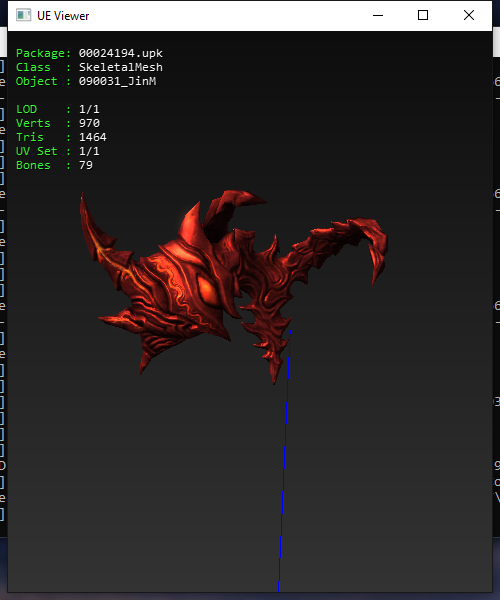 UE Viewer
Package: 00024194.upk
Class : SkeletalMesh
Object : 090031_JinM
LOD : 1/1
Verts : 970
Tris : 1464
UV Set : 1/1
Bones : 79